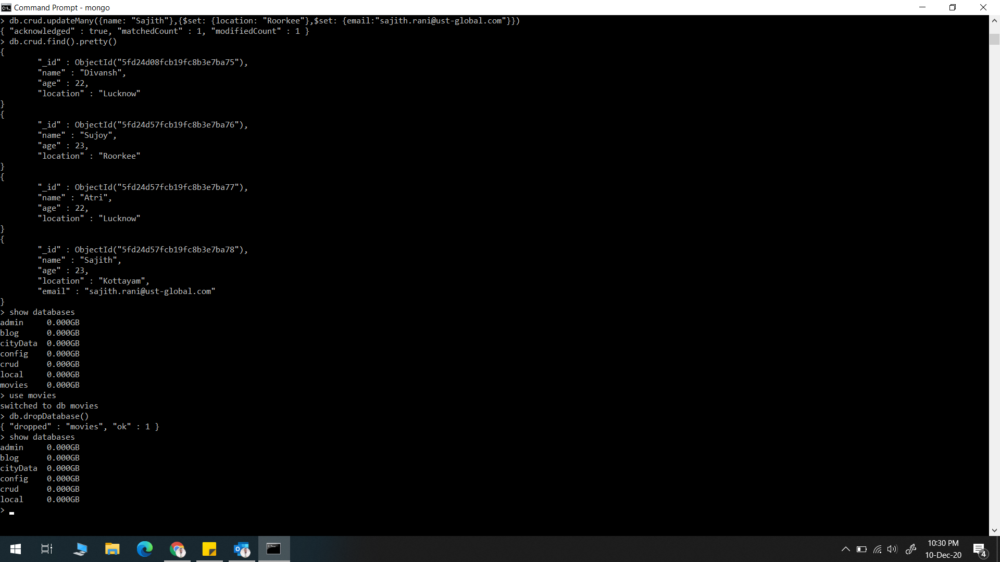 Command Prompt - mongo
> db.crud.updateMany({name: "Sajith"},{$set: {location: "Roorkee"},$set: {email:"sajith.rani@ust-global.com"}})
{ "acknowledged" : true, "matchedCount" : 1, "modifiedCount" : 1 }
> db.crud.find().pretty()
{
        "_id" : ObjectId("5fd24d08fcb19fc8b3e7ba75"),
        "name" : "Divansh",
        "age" : 22,
        "location" : "Lucknow"
}
{
        "_id" : ObjectId("5fd24d57fcb19fc8b3e7ba76"),
        "name" : "Sujoy",
        "age" : 23,
        "location" : "Roorkee"
}
{
        "_id" : ObjectId("5fd24d57fcb19fc8b3e7ba77"),
        "name" : "Atri",
        "age" : 22,
        "location" : "Lucknow"
}
{
        "_id" : ObjectId("5fd24d57fcb19fc8b3e7ba78"),
        "name" : "Sajith",
        "age" : 23,
        "location" : "Kottayam",
        "email" : "sajith.rani@ust-global.com"
}
> show databases
admin     0.000GB
blog      0.000GB
cityData  0.000GB
config    0.000GB
crud      0.000GB
local     0.000GB
movies    0.000GB
> use movies
switched to db movies
> db.dropDatabase()
{ "dropped" : "movies", "ok" : 1 }
> show databases
admin     0.000GB
blog      0.000GB
cityData  0.000GB
config    0.000GB
crud      0.000GB
local     0.000GB
>
10:30 PM
10-Dec-20
4